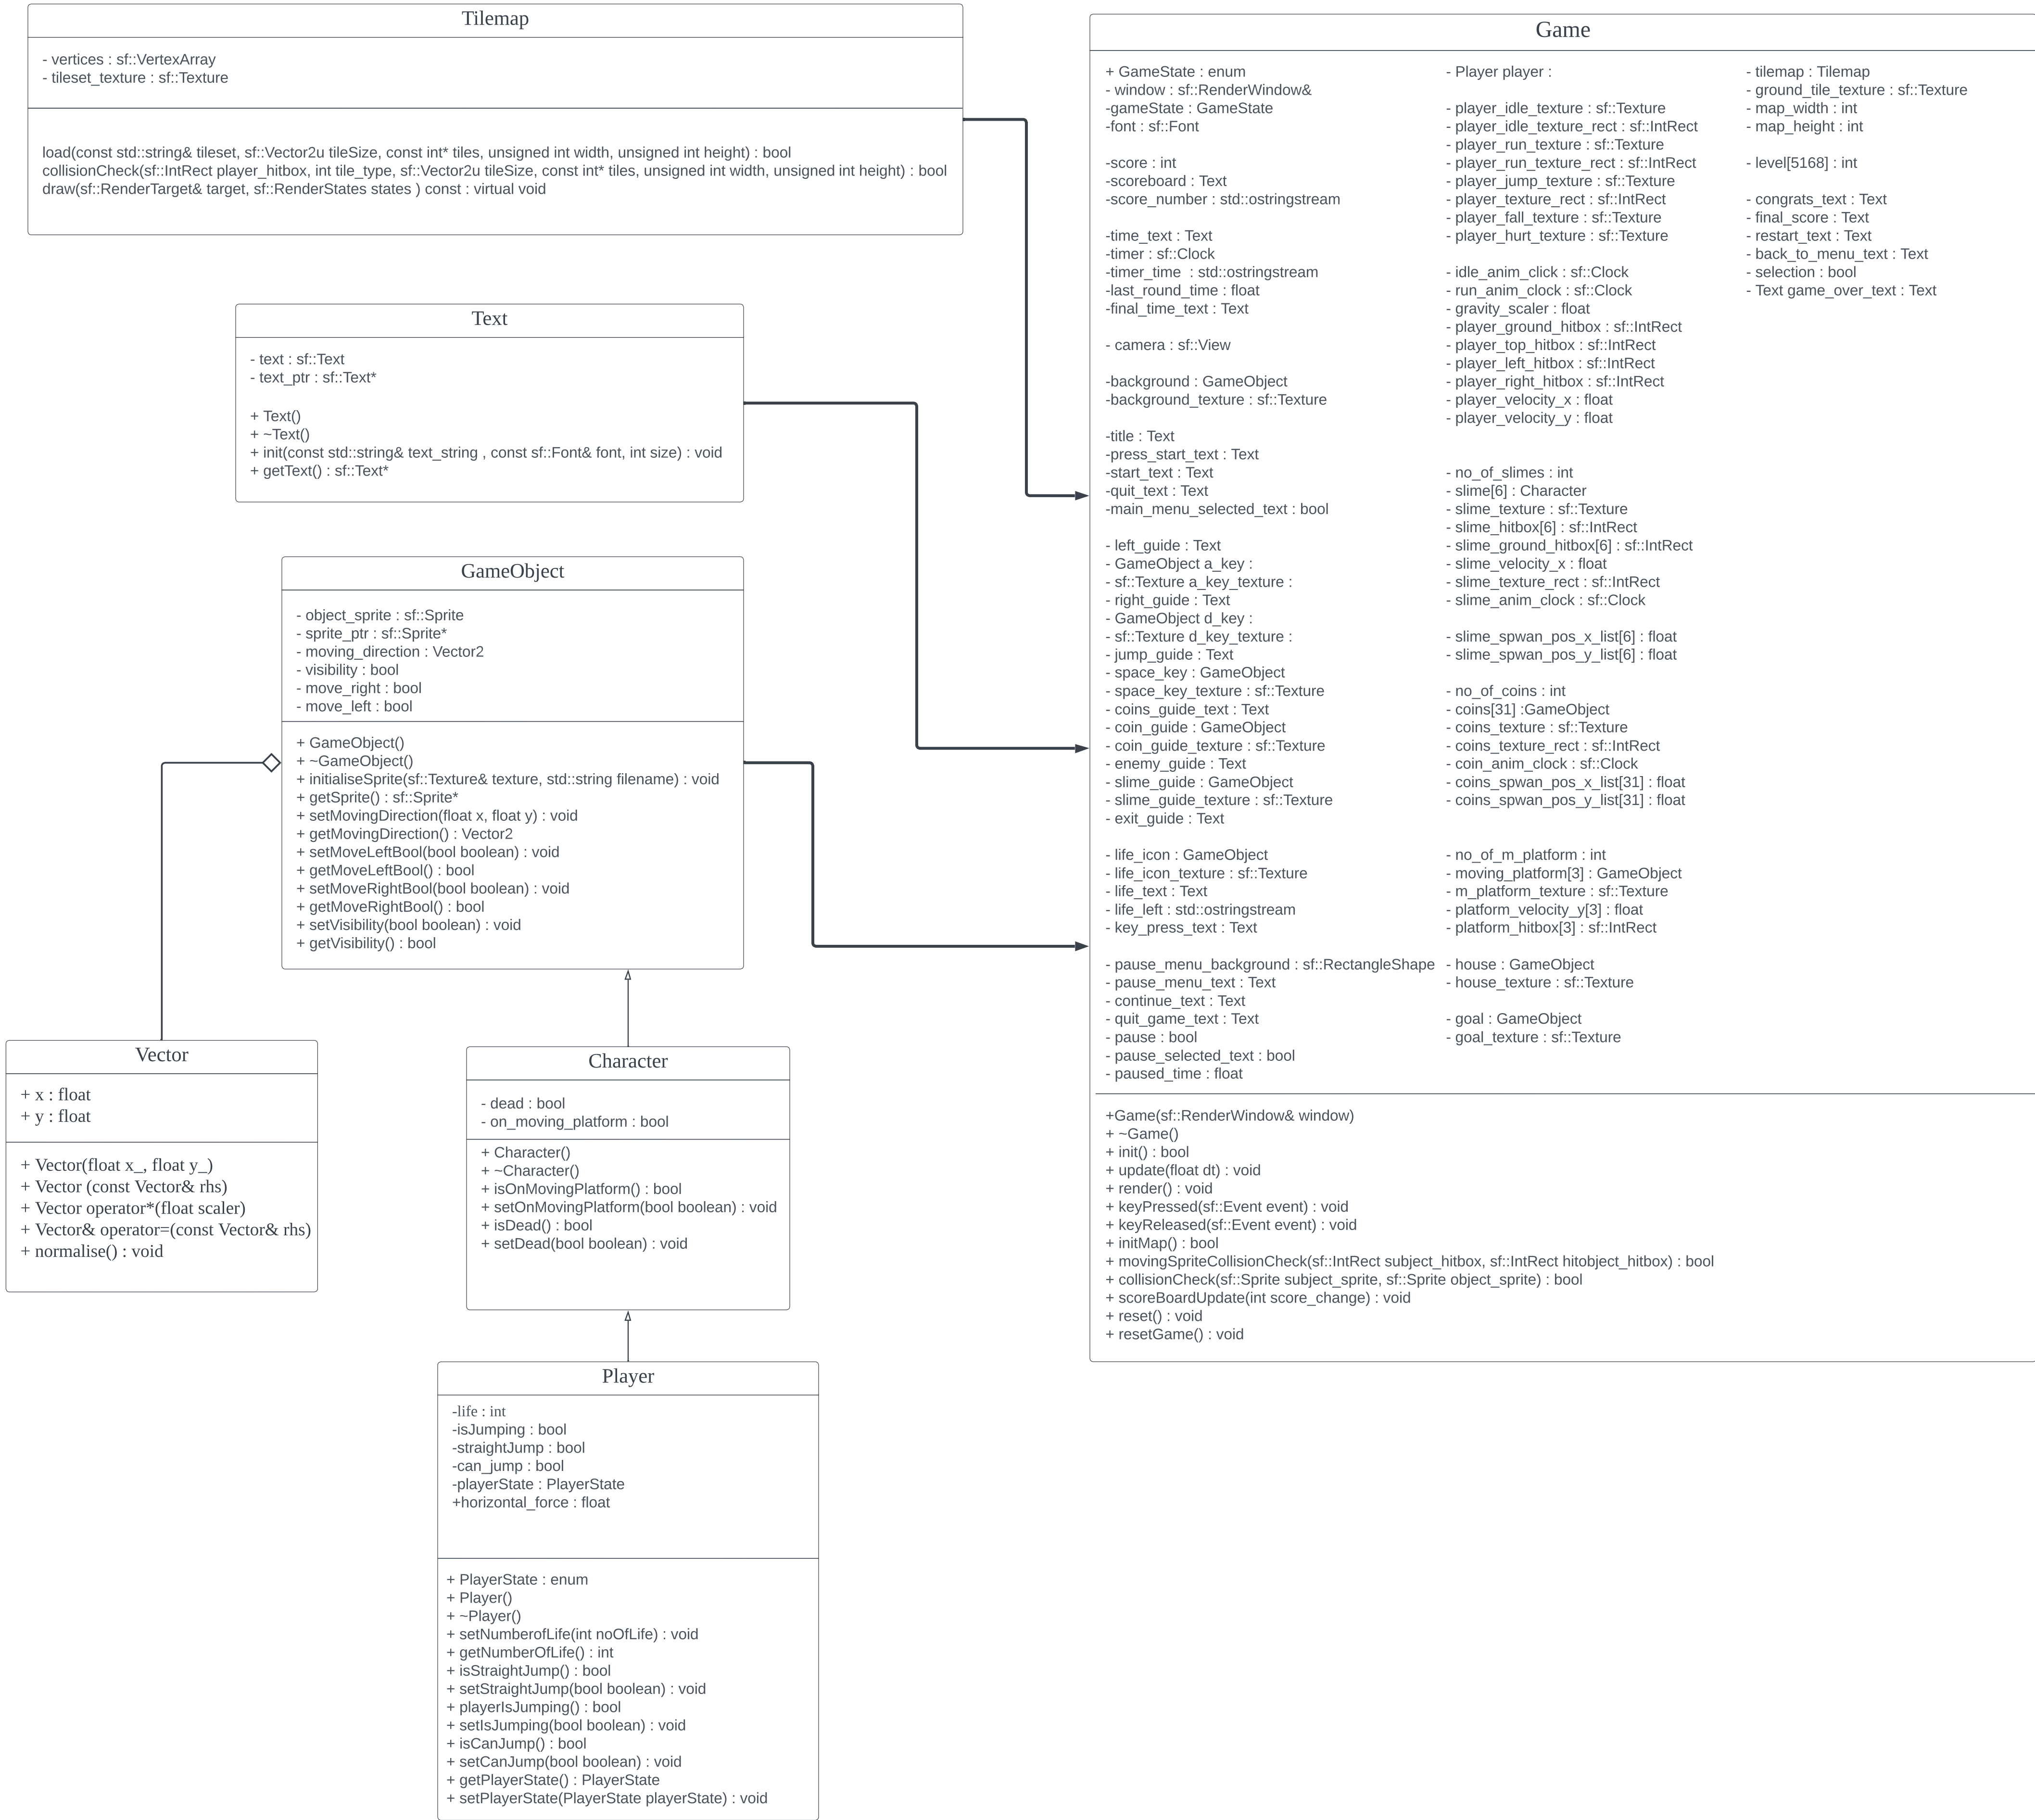 Tilemap
- vertices : sf::VertexArray
- tileset_texture : sf::Texture
load(const std::string& tileset, sf::Vector2u tileSize, const int* tiles, unsigned int width, unsigned int height) : bool
collisionCheck(sf::IntRect player_hitbox, int tile_type, sf::Vector2u tileSize, const int* tiles, unsigned int width, unsigned int height) : bool
draw(sf::RenderTarget& target, sf::RenderStates states ) const : virtual void
Text
- text : sf::Text
- text_ptr : sf::Text*
+ Text()
+ ~Text()
+ init(const std::string& text_string , const sf::Font& font, int size) : void
+ getText() : sf::Text*
GameObject
- object_sprite : sf::Sprite
- sprite_ptr : sf::Sprite*
- moving_direction : Vector2
- visibility : bool
- move_right : bool
- move_left : bool
+ GameObject()
+ ~GameObject()
+ initialiseSprite(sf::Texture& texture, std::string filename) : void
+ getSprite() : sf::Sprite*
+ setMovingDirection(float x, float y) : void
+ getMovingDirection() : Vector2
+ setMoveLeftBool(bool boolean) : void
+ getMoveLeftBool() : bool
+ setMoveRightBool(bool boolean) : void
+ getMoveRightBool() : bool
+ setVisibility(bool boolean) : void
+ getVisibility() : bool
Vector
+ x : float
+ y : float
+ Vector(float x_, float y_)
+ Vector (const Vector& rhs)
+ Vector operator*(float scaler)
+ Vector& operator=(const Vector& rhs)
+ normalise() : void
Character
- dead : bool
- on_moving_platform : bool
+ Character()
+ ~Character()
+ isOnMovingPlatform() : bool
+ setOnMovingPlatform(bool boolean) : void
+ isDead() : bool
+ setDead(bool boolean) : void
Player
-life : int
-isJumping : bool
-straightJump : bool
-can_jump : bool
-playerState : PlayerState
+horizontal_force : float
+ PlayerState : enum
+ Player()
+ ~Player()
+ setNumberofLife(int noOfLife) : void
+ getNumberOfLife() : int
+ isStraightJump() : bool
+ setStraightJump(bool boolean) : void
+ playerIsJumping() : bool
+ setIsJumping(bool boolean) : void
+ isCanJump() : bool
+ setCanJump(bool boolean) : void
+ getPlayerState() : PlayerState
+ setPlayerState(PlayerState playerState) : void
Game
+ GameState : enum
- window : sf::RenderWindow&
-gameState : GameState
-font : sf::Font
-score : int
-scoreboard : Text
-score_number : std::ostringstream
-time_text : Text
-timer : sf::Clock
-timer_time  : std::ostringstream
-last_round_time : float
-final_time_text : Text
- camera : sf::View
-background : GameObject
-background_texture : sf::Texture
-title : Text
-press_start_text : Text
-start_text : Text
-quit_text : Text
-main_menu_selected_text : bool
- left_guide : Text
- GameObject a_key :
- sf::Texture a_key_texture :
- right_guide : Text
- GameObject d_key :
- sf::Texture d_key_texture :
- jump_guide : Text
- space_key : GameObject
- space_key_texture : sf::Texture
- coins_guide_text : Text
- coin_guide : GameObject
- coin_guide_texture : sf::Texture
- enemy_guide : Text
- slime_guide : GameObject
- slime_guide_texture : sf::Texture
- exit_guide : Text
- life_icon : GameObject
- life_icon_texture : sf::Texture
- life_text : Text
- life_left : std::ostringstream
- key_press_text : Text
- pause_menu_background : sf::RectangleShape
- pause_menu_text : Text
- continue_text : Text
- quit_game_text : Text
- pause : bool
- pause_selected_text : bool
- paused_time : float
- Player player :
- player_idle_texture : sf::Texture
- player_idle_texture_rect : sf::IntRect
- player_run_texture : sf::Texture
- player_run_texture_rect : sf::IntRect
- player_jump_texture : sf::Texture
- player_texture_rect : sf::IntRect
- player_fall_texture : sf::Texture
- player_hurt_texture : sf::Texture
- idle_anim_click : sf::Clock
- run_anim_clock : sf::Clock
- gravity_scaler : float
- player_ground_hitbox : sf::IntRect
- player_top_hitbox : sf::IntRect
- player_left_hitbox : sf::IntRect
- player_right_hitbox : sf::IntRect
- player_velocity_x : float
- player_velocity_y : float
- no_of_slimes : int
- slime[6] : Character
- slime_texture : sf::Texture
- slime_hitbox[6] : sf::IntRect
- slime_ground_hitbox[6] : sf::IntRect
- slime_velocity_x : float
- slime_texture_rect : sf::IntRect
- slime_anim_clock : sf::Clock
- slime_spwan_pos_x_list[6] : float
- slime_spwan_pos_y_list[6] : float
- no_of_coins : int
- coins[31] :GameObject
- coins_texture : sf::Texture
- coins_texture_rect : sf::IntRect
- coin_anim_clock : sf::Clock
- coins_spwan_pos_x_list[31] : float
- coins_spwan_pos_y_list[31] : float
- no_of_m_platform : int
- moving_platform[3] : GameObject
- m_platform_texture : sf::Texture
- platform_velocity_y[3] : float
- platform_hitbox[3] : sf::IntRect
- house : GameObject
- house_texture : sf::Texture
- goal : GameObject
- goal_texture : sf::Texture
- tilemap : Tilemap
- ground_tile_texture : sf::Texture
- map_width : int
- map_height : int
- level[5168] : int
- congrats_text : Text
- final_score : Text
- restart_text : Text
- back_to_menu_text : Text
- selection : bool
- Text game_over_text : Text
+Game(sf::RenderWindow& window)
+ ~Game()
+ init() : bool
+ update(float dt) : void
+ render() : void
+ keyPressed(sf::Event event) : void
+ keyReleased(sf::Event event) : void
+ initMap() : bool
+ movingSpriteCollisionCheck(sf::IntRect subject_hitbox, sf::IntRect hitobject_hitbox) : bool
+ collisionCheck(sf::Sprite subject_sprite, sf::Sprite object_sprite) : bool
+ scoreBoardUpdate(int score_change) : void
+ reset() : void
+ resetGame() : void